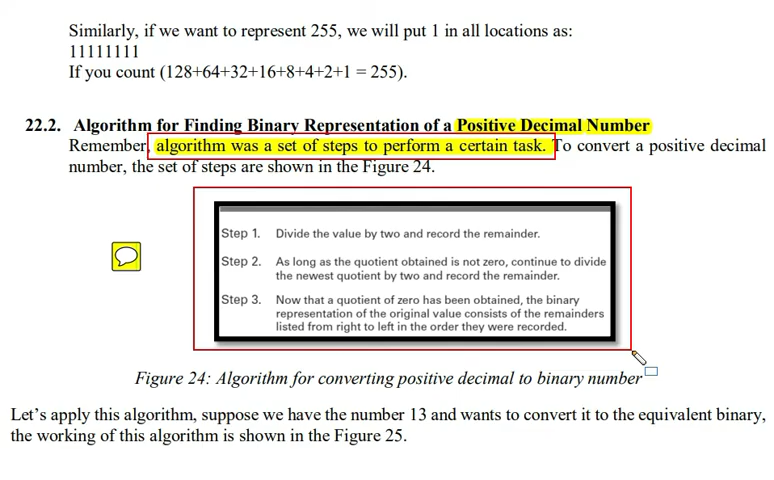 Similarly, if we want to represent 255, we will put 1 in all locations as:
11111111
If you count (128+64+32+16+8+4+2+1 = 255).
22.2. Algorithm for Finding Binary Representation of a Positive Decimal Number
Remember, algorithm was a set of steps to perform a certain task. To convert a positive decimal
number, the set of steps are shown in the Figure 24.
Step 1. Divide the value by two and record the remainder.
Step 2. As long as the quotient obtained is not zero, continue to divide
the newest quotient by two and record the remainder.
Step 3. Now that a quotient of zero has been obtained, the binary
representation of the original value consists of the remainders
listed from right to left in the order they were recorded.
Figure 24: Algorithm for converting positive decimal to binary number
Let's apply this algorithm, suppose we have the number 13 and wants to convert it to the equivalent binary,
the working of this algorithm is shown in the Figure 25.